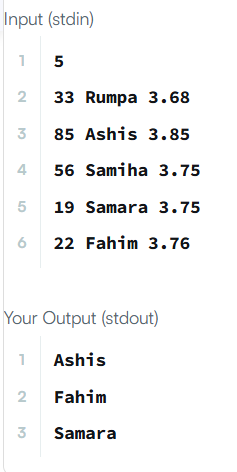 Input (stdin)
1 5
2 33 Rumpa 3.68
3 85 Ashis 3.85
4 56 Samiha 3.75
5 19 Samara 3.75
6 22 Fahim 3.76
Your Output (stdout)
1 Ashis
2 Fahim
3 Samara